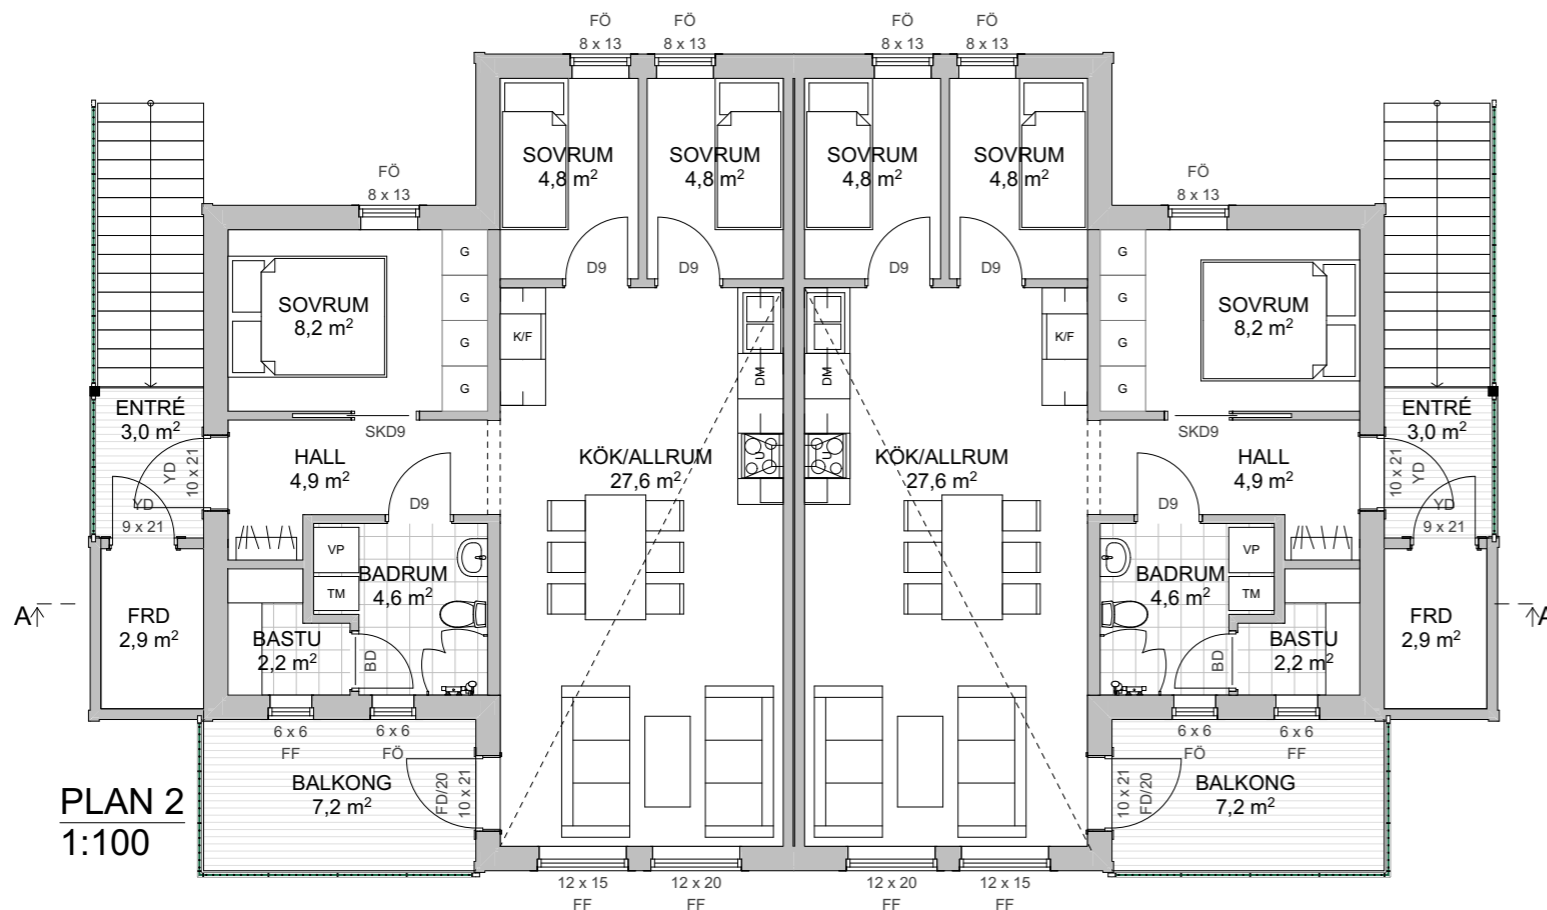 FÖ FÖ FÖ FÖ
8 x 13 8 x 13 8 x 13 8 x 13
SOVRUM SOVRUM SOVRUM SOVRUM
4,8 m² 4,8 m² 4,8 m² 4,8 m²
FÖ FÖ
8 x 13 8 x 13
G G
D9 D9 D9 D9
SOVRUM G G SOVRUM
8,2 m² 8,2 m²
G K/F K/F G
DM DM
G G
ENTRÉ ENTRÉ
3,0 m² 3,0 m²
SKD9 SKD9
HALL KÖK/ALLRUM U U KÖK/ALLRUM HALL
4,9 m² 27,6 m² 27,6 m² 4,9 m²
YD 10 x 21 10 x 21 YD
YD D9 D9 YD
9 x 21 9 x 21
VP VP
BADRUM BADRUM
4,6 m² TM TM 4,6 m²
A A
FRD FRD
2,9 m² 2,9 m²
BASTU BASTU
2,2 m² 2,2 m²
BD BD
6 x 6 6 x 6 6 x 6 6 x 6
FF FÖ FÖ FF
BALKONG BALKONG
7,2 m² 7,2 m²
FD/20 10 x 21 10 x 21 FD/20
PLAN 2
1:100
12 x 15 12 x 20 12 x 20 12 x 15
FF FF FF FF